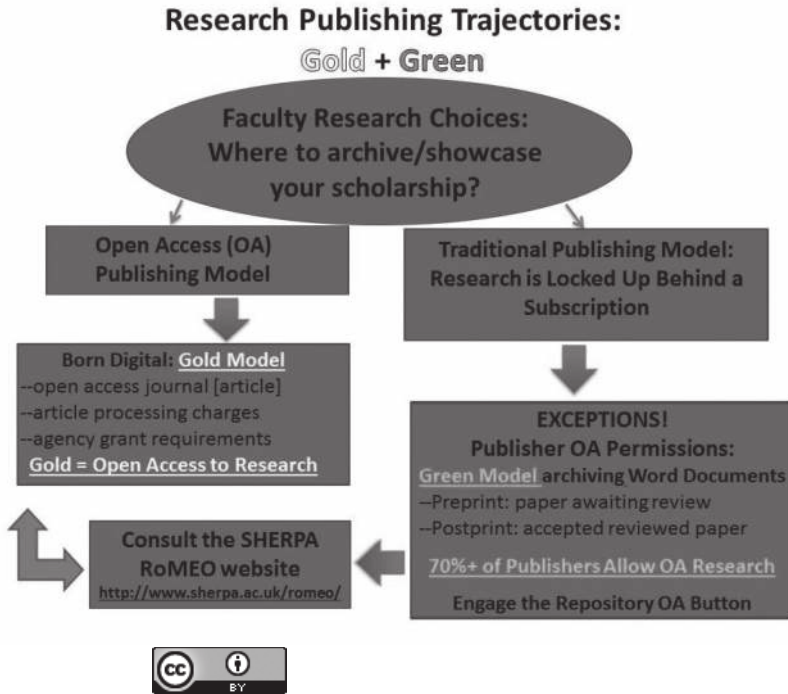 Research Publishing Trajectories:
Gold + Green
Faculty Research Choices:
Where to archive/showcase
your scholarship?
Open Access (OA)
Publishing Model
Traditional Publishing Model:
Research is Locked Up Behind a
Subscription
Born Digital: Gold Model
--open access journal [article]
--article processing charges
--agency grant requirements
Gold = Open Access to Research
EXCEPTIONS!
Publisher OA Permissions:
Green Model archiving Word Documents
--Preprint: paper awaiting review
--Postprint: accepted reviewed paper
70%+ of Publishers Allow OA Research
Engage the Repository OA Button
Consult the SHERPA
RoMEO website
http://www.sherpa.ac.uk/romeo/
cc
BY